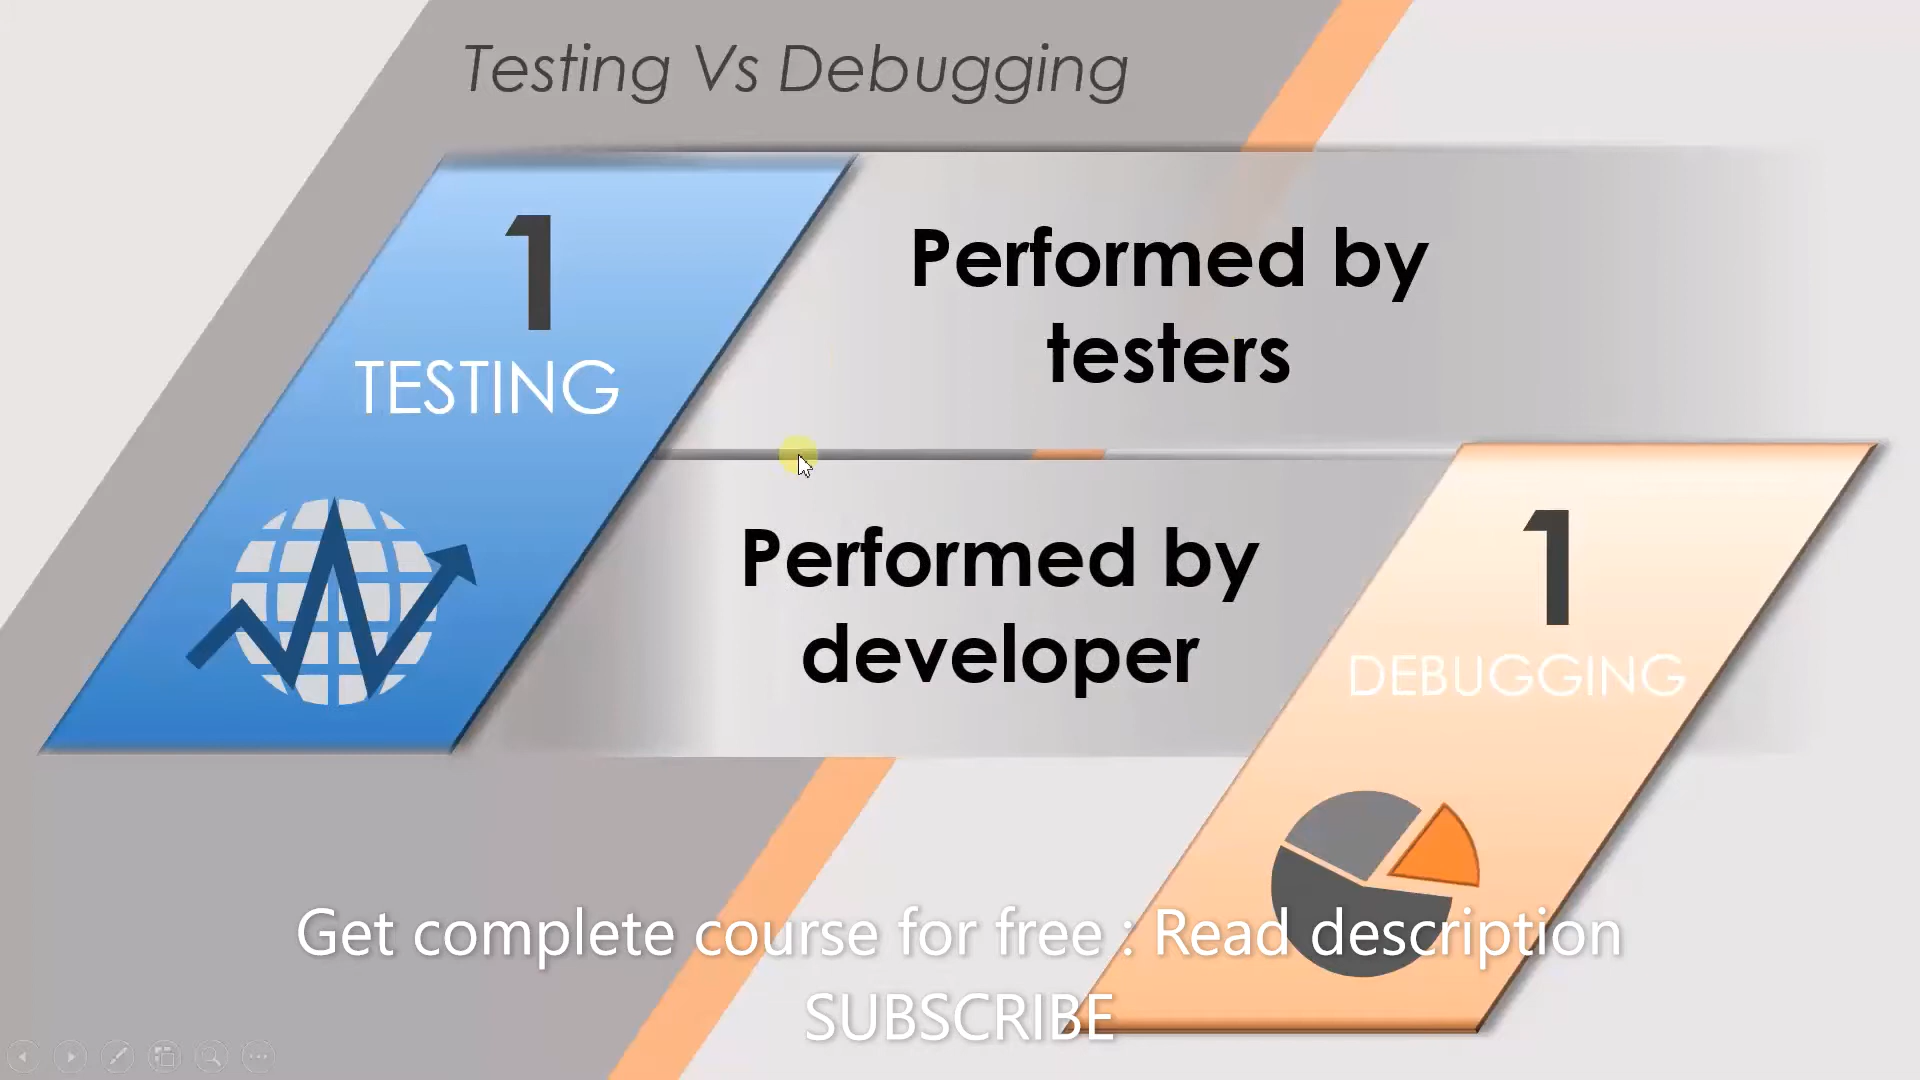 Testing Vs Debugging
1
TESTING
Performed by
testers
Performed by
developer
1
DEBUGGING
Get complete course for free : Read description
SUBSCRIBE